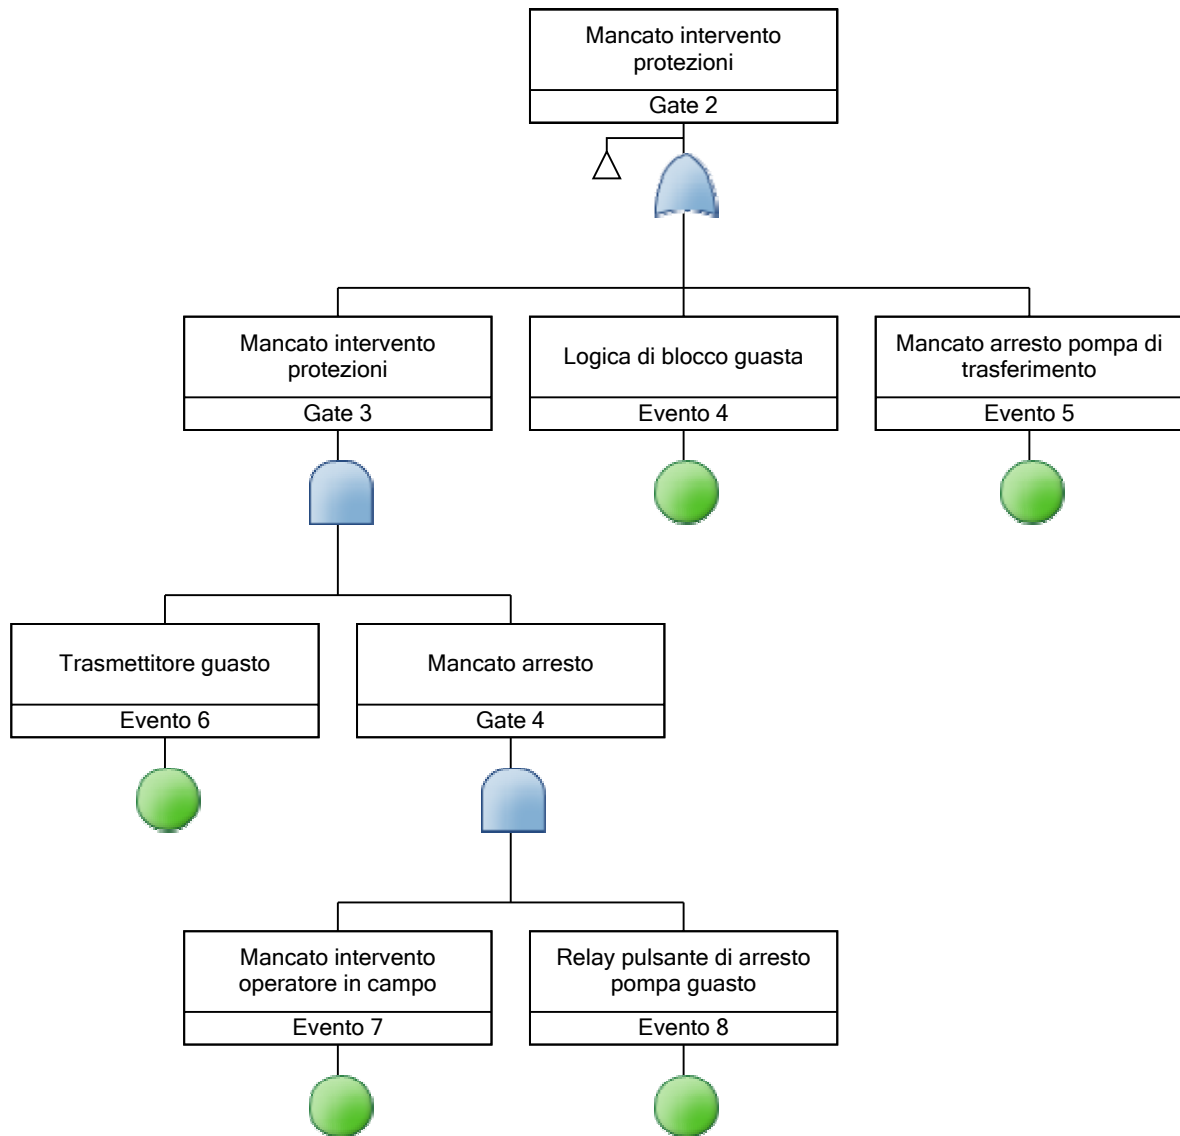 Mancato intervento
protezioni
Gate 2
Mancato intervento
protezioni
Gate 3
Logica di blocco guasta
Evento 4
Mancato arresto pompa di
trasferimento
Evento 5
Trasmettitore guasto
Evento 6
Mancato arresto
Gate 4
Mancato intervento
operatore in campo
Evento 7
Relay pulsante di arresto
pompa guasto
Evento 8